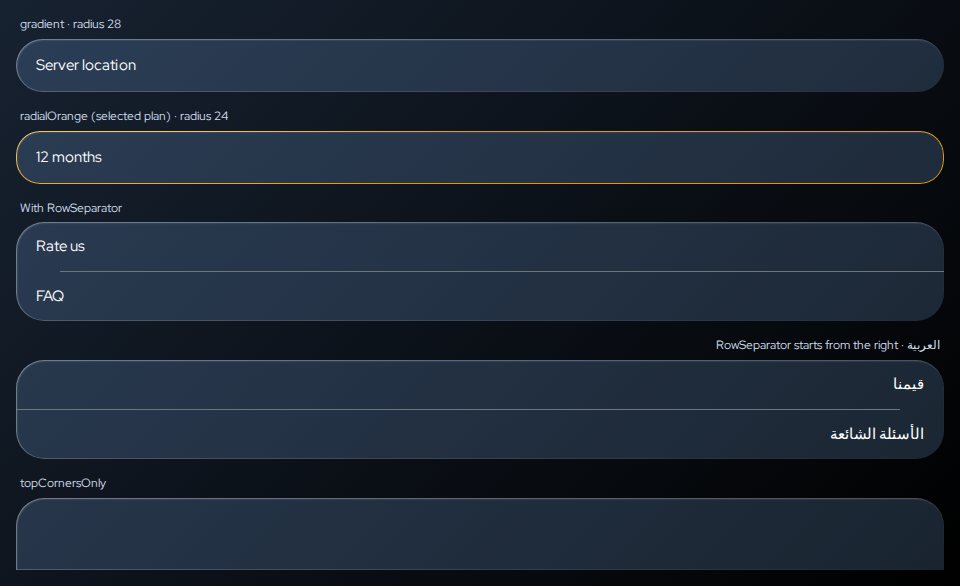 gradient · radius 28
Server location
radialOrange (selected plan) · radius 24
12 months
With RowSeparator
Rate us
FAQ
RowSeparator starts from the right · العربية
قيمنا
الأسئلة الشائعة
topCornersOnly